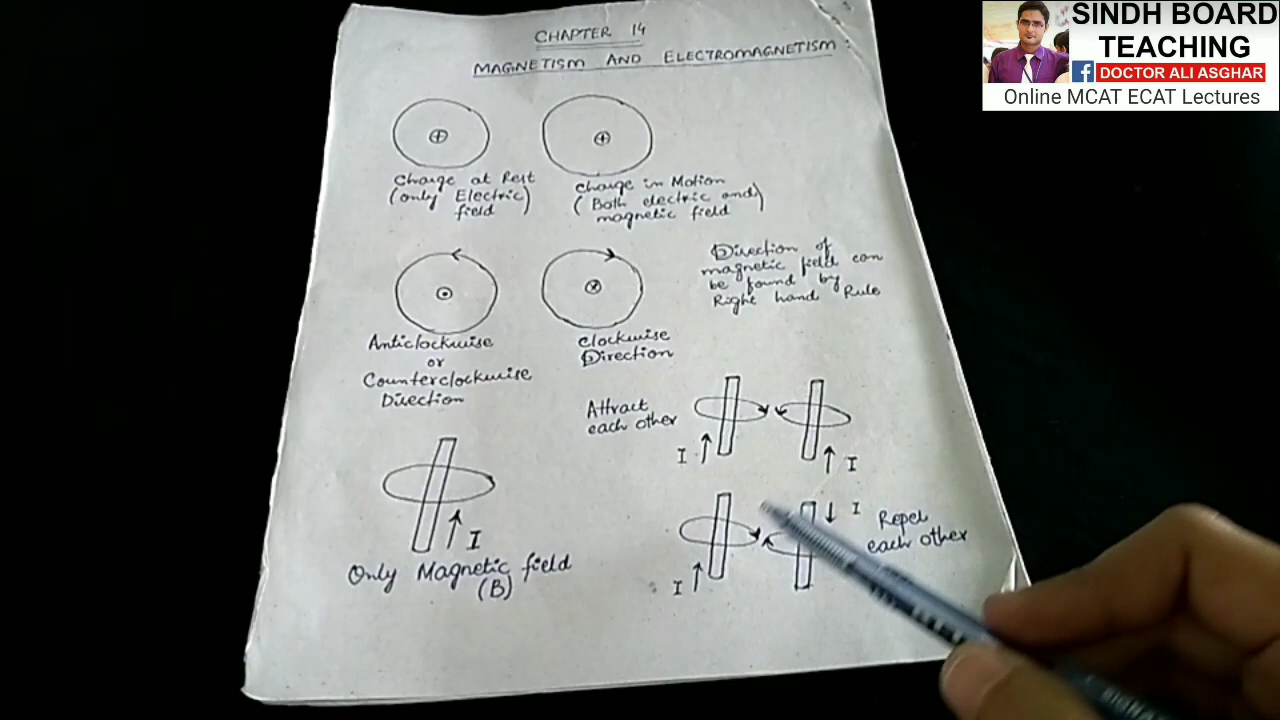 CHAPTER 14
MAGNETISM AND ELECTROMAGNETISM:
Charge at Rest
(only Electric)
field
Charge in Motion
(Both electric and)
magnetic field
Anticlockwise
or
Counterclockwise
Direction
Clockwise
Direction
Direction of
magnetic field can
be found by
Right hand Rule
Attract
each other
I
I
I
Only Magnetic field
(B)
I
I
Repel
each other
SINDH BOARD
TEACHING
f DOCTOR ALI ASGHAR
Online MCAT ECAT Lectures